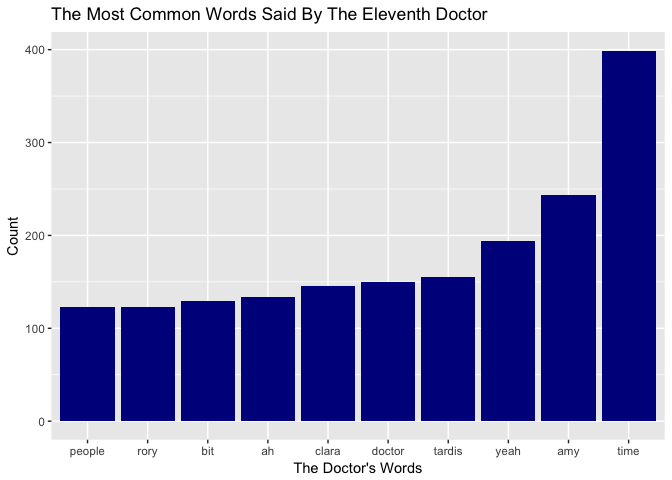 The Most Common Words Said By The Eleventh Doctor
400
300
200
100
0
Count
people rory bit ah clara doctor tardis yeah amy time
The Doctor's Words